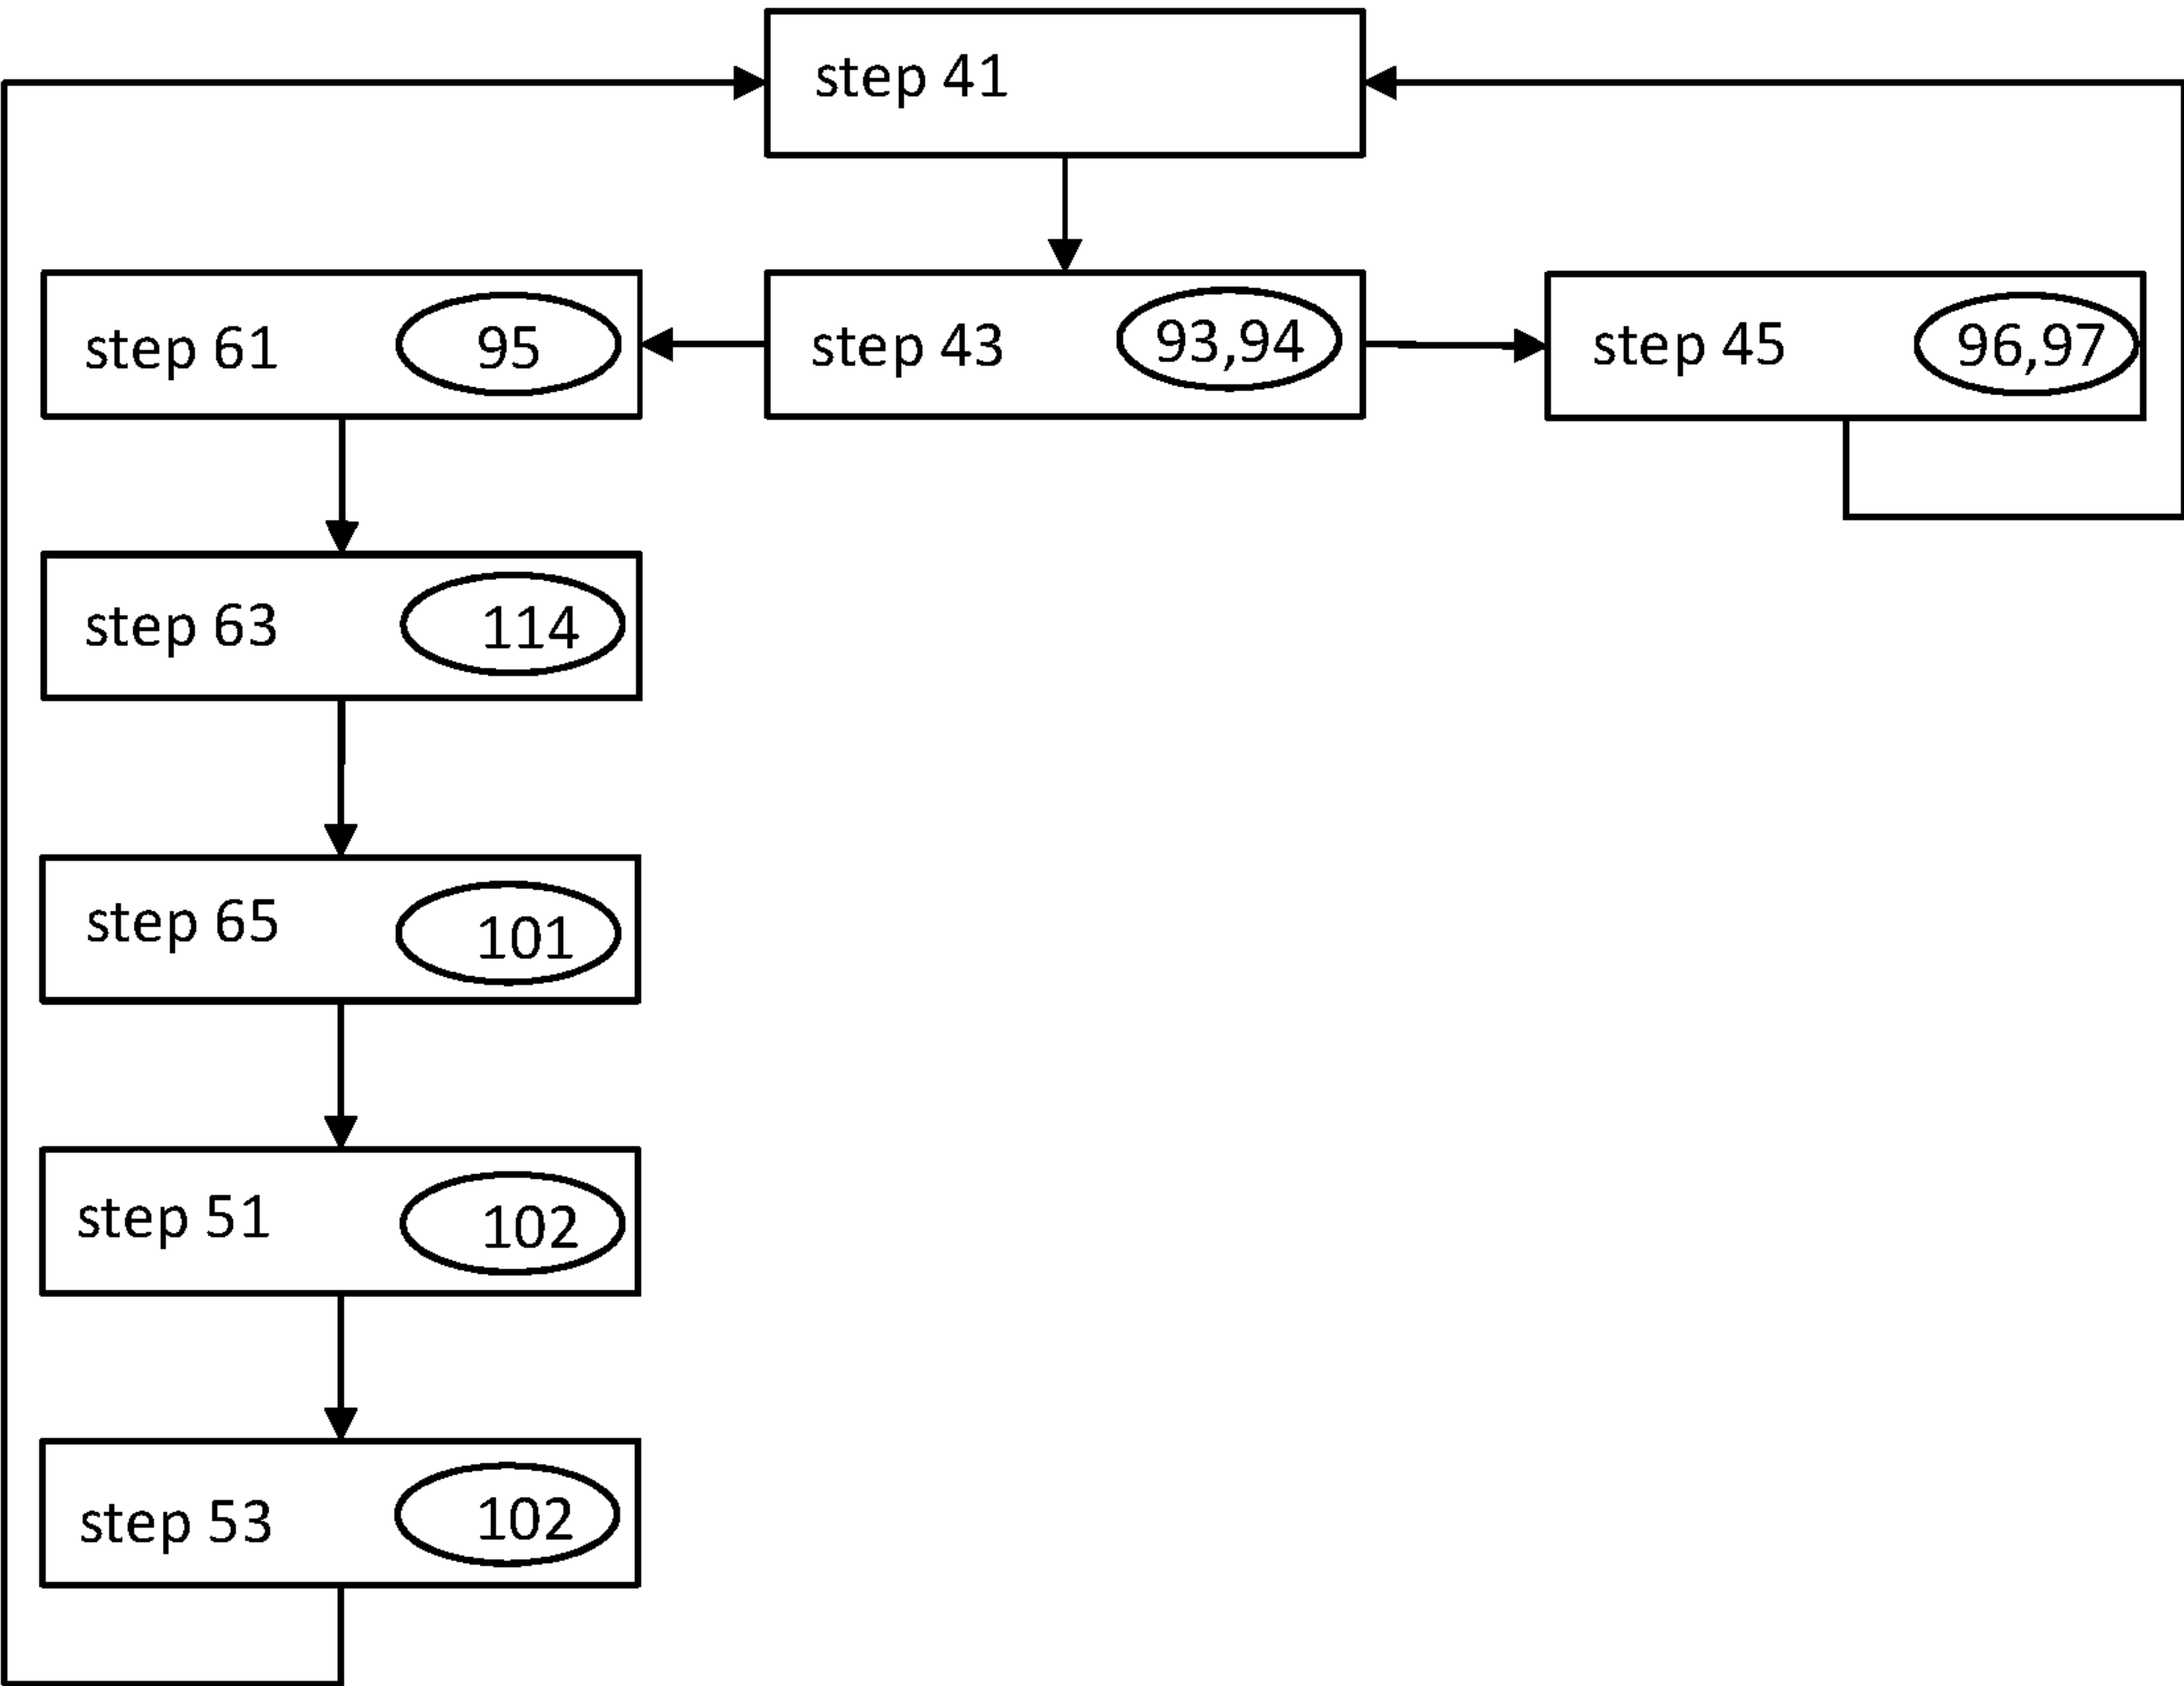 step 41
step 61 95
step 43 93,94
step 45 96,97
step 63 114
step 65 101
step 51 102
step 53 102